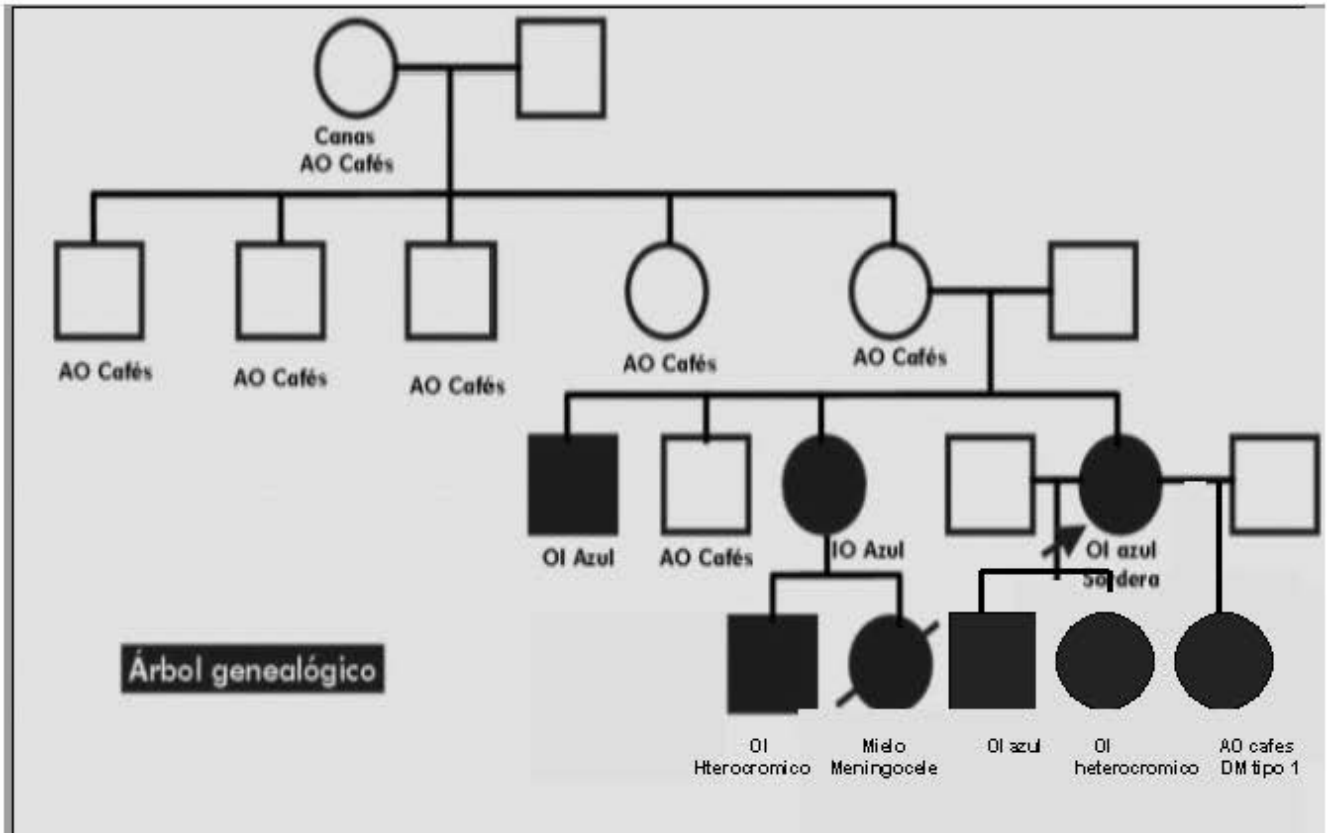 Canas
AO Cafés
AO Cafés
AO Cafés
AO Cafés
AO Cafés
AO Cafés
OI Azul
AO Cafés
IO Azul
OI azul
Sordera
Árbol genealógico
OI
Hterocromico
Mielo
Meningocele
OI azul
OI
heterocromico
AO cafes
DM tipo 1